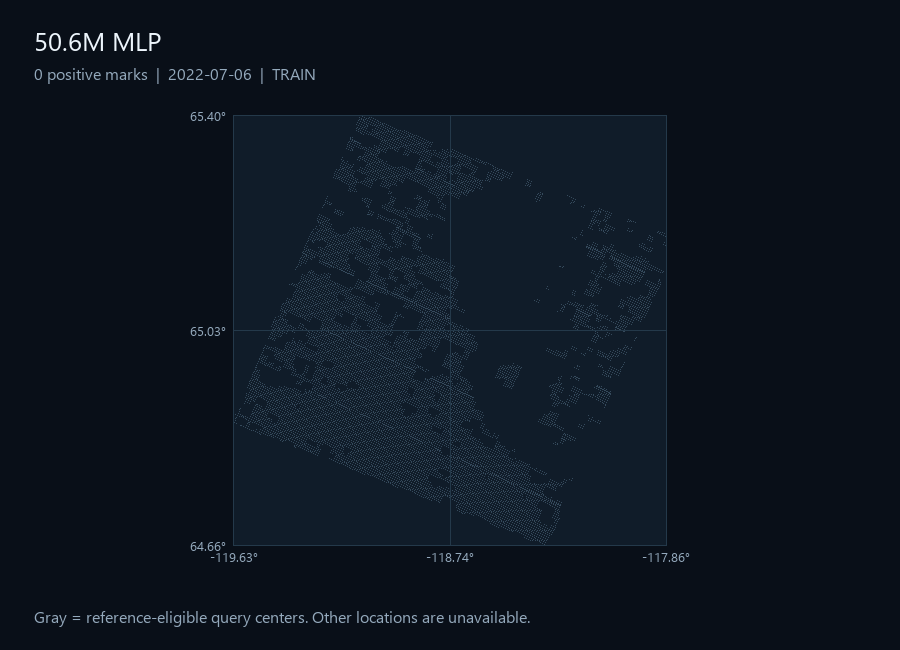 50.6M MLP
0 positive marks | 2022-07-06 | TRAIN
65.40°
65.03°
64.66°
-119.63° -118.74° -117.86°
Gray = reference-eligible query centers. Other locations are unavailable.